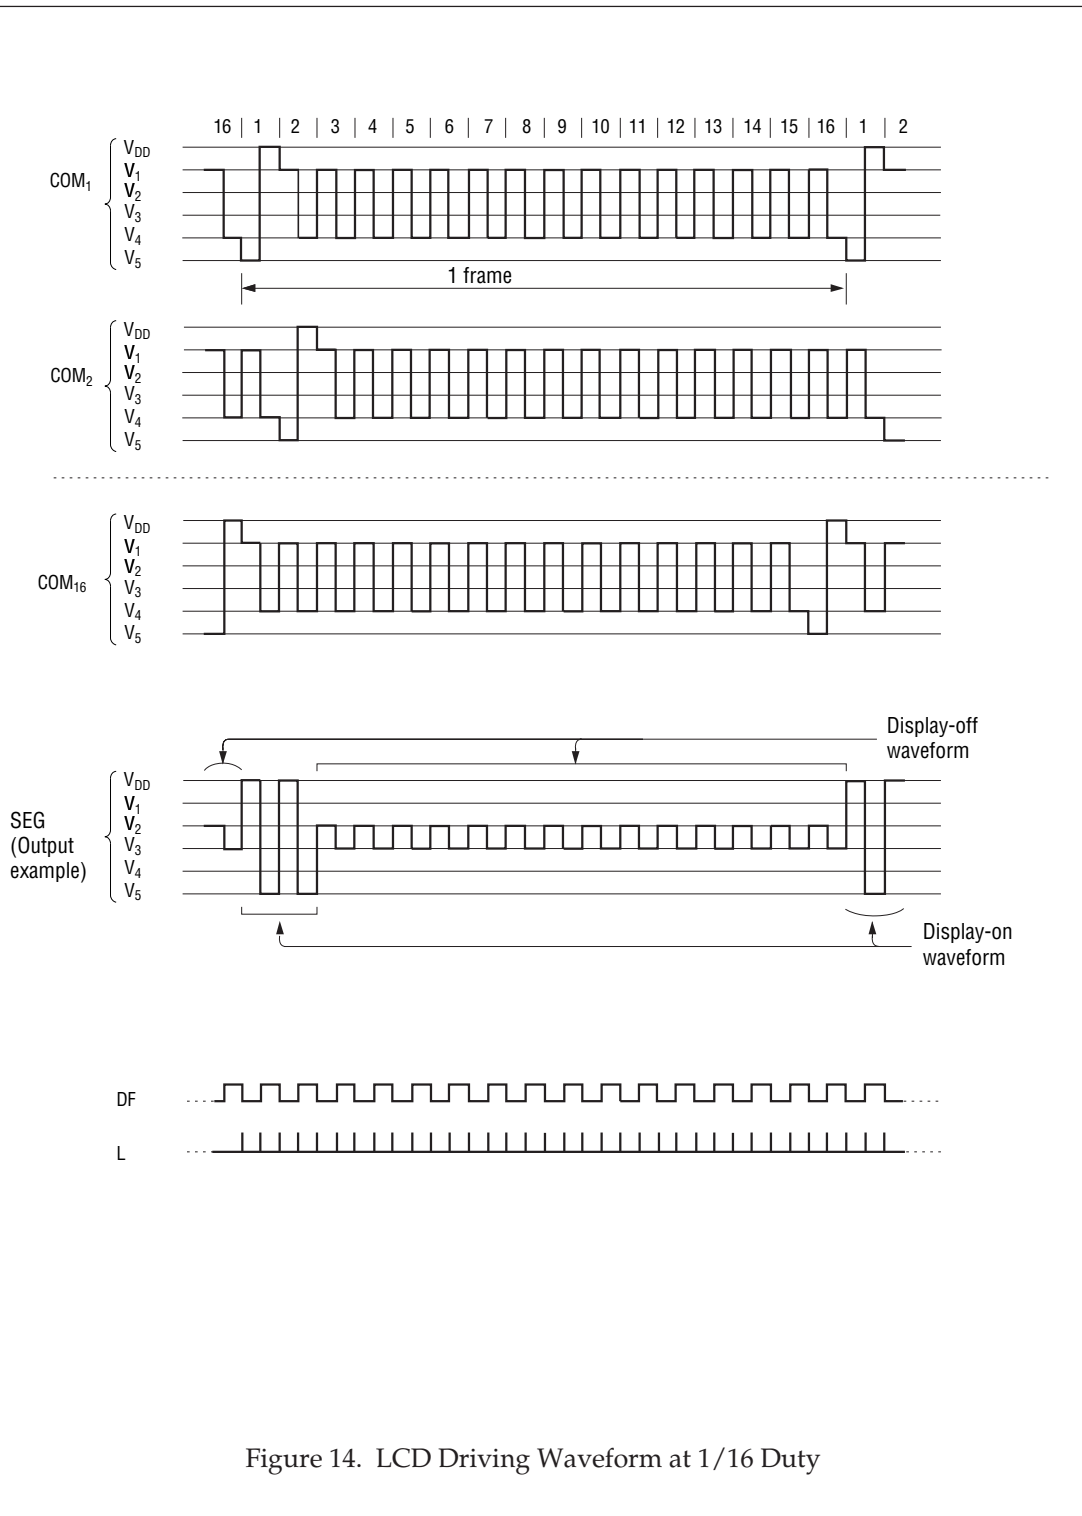 16 | 1 | 2 | 3 | 4 | 5 | 6 | 7 | 8 | 9 | 10 | 11 | 12 | 13 | 14 | 15 | 16 | 1 | 2
COM1
VDD
V1
V2
V3
V4
V5
1 frame
COM2
VDD
V1
V2
V3
V4
V5
COM16
VDD
V1
V2
V3
V4
V5
Display-off
waveform
SEG
(Output
example)
VDD
V1
V2
V3
V4
V5
Display-on
waveform
DF
L
Figure 14. LCD Driving Waveform at 1/16 Duty